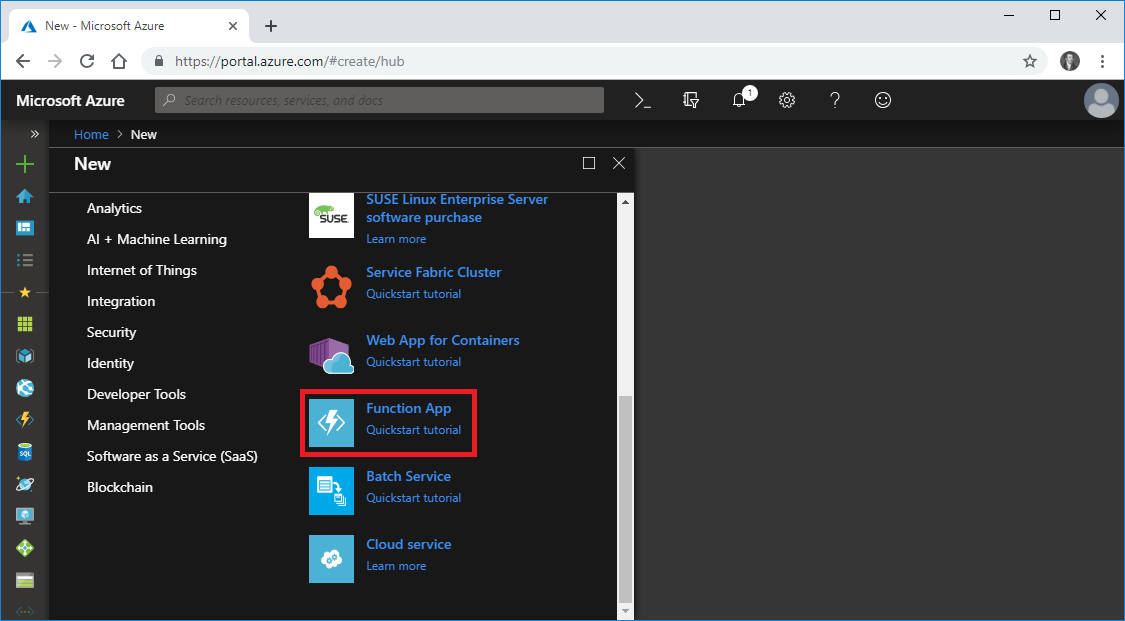 New - Microsoft Azure
https://portal.azure.com/#create/hub
Microsoft Azure
Search resources, services, and docs
1
Home > New
New
Analytics
AI + Machine Learning
Internet of Things
Integration
Security
Identity
Developer Tools
Management Tools
Software as a Service (SaaS)
Blockchain
SUSE
SUSE Linux Enterprise Server
software purchase
Learn more
Service Fabric Cluster
Quickstart tutorial
Web App for Containers
Quickstart tutorial
Function App
Quickstart tutorial
Batch Service
Quickstart tutorial
Cloud service
Learn more
SQL